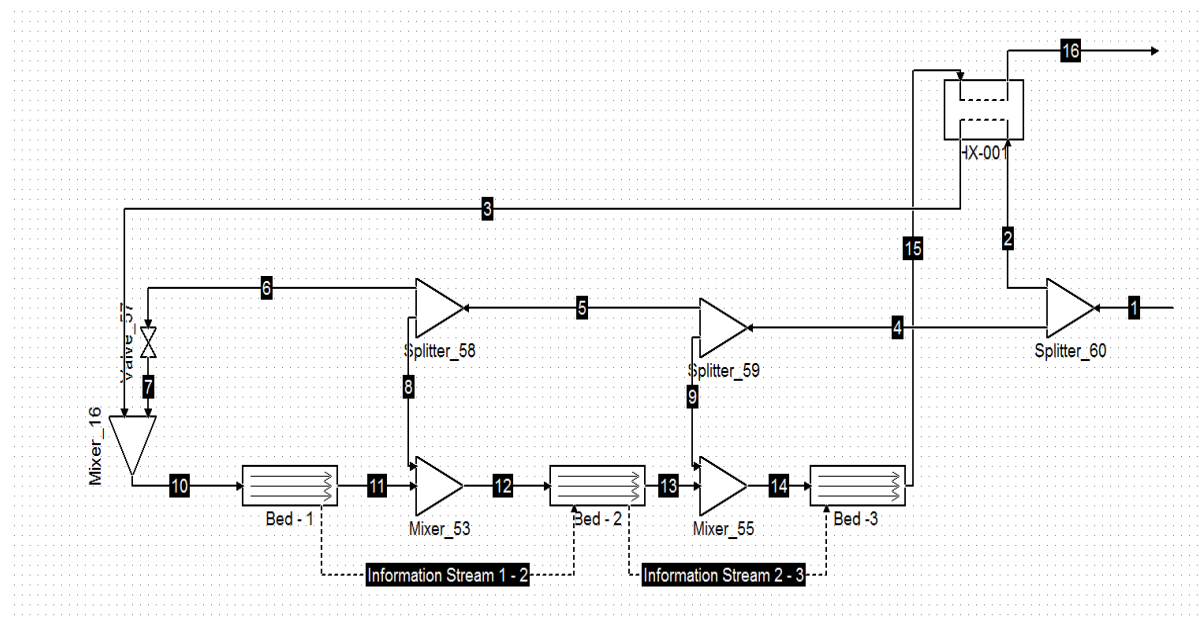 16
HX-001
3
2
15
6
5
1
4
Valve_57
Splitter_58
Splitter_60
Splitter_59
7
8
9
Mixer_16
10
11
12
13
14
Bed - 1
Bed - 2
Bed -3
Mixer_53
Mixer_55
Information Stream 1 - 2
Information Stream 2 - 3